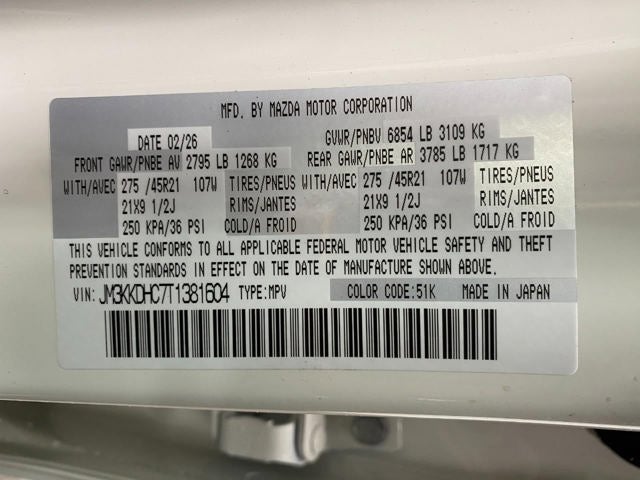 MFD. BY MAZDA MOTOR CORPORATION
DATE 02/26 GVWR/PNBV 6854 LB 3109 KG
FRONT GAWR/PNBE AV 2795 LB 1268 KG REAR GAWR/PNBE AR 3785 LB 1717 KG
WITH/AVEC 275 /45R21 107W TIRES/PNEUS WITH/AVEC 275 /45R21 107W TIRES/PNEUS
21X9 1/2J RIMS/JANTES 21X9 1/2J RIMS/JANTES
250 KPA/36 PSI COLD/A FROID 250 KPA/36 PSI COLD/A FROID
THIS VEHICLE CONFORMS TO ALL APPLICABLE FEDERAL MOTOR VEHICLE SAFETY AND THEFT
PREVENTION STANDARDS IN EFFECT ON THE DATE OF MANUFACTURE SHOWN ABOVE.
VIN: JM3KKDHC7T1381604 TYPE:MPV COLOR CODE:51K MADE IN JAPAN